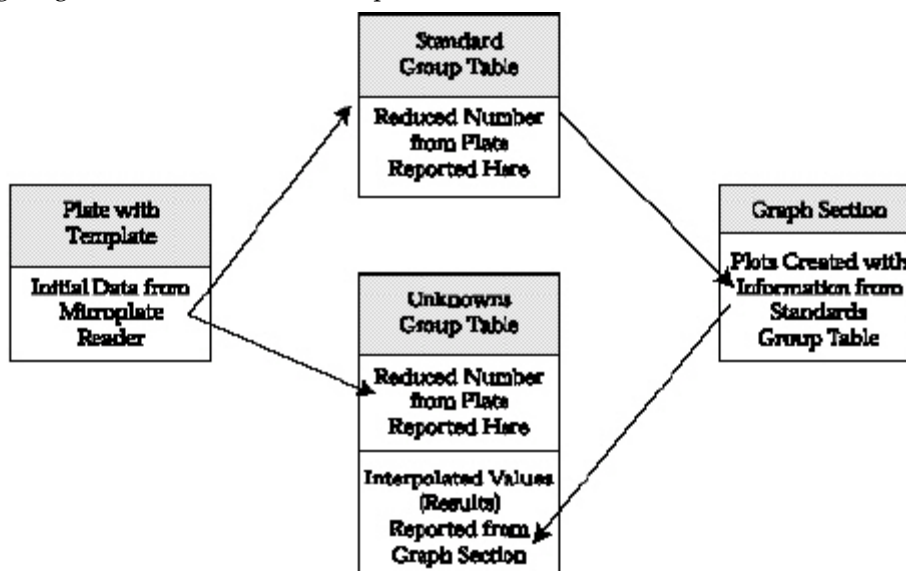 Standard
Group Table
Reduced Number
from Plate
Reported Here
Plate with
Template
Initial Data from
Microplate
Reader
Unknowns
Group Table
Reduced Number
from Plate
Reported Here
Interpolated Values
(Results)
Reported from
Graph Section
Graph Section
Plots Created with
Information from
Standards
Group Table